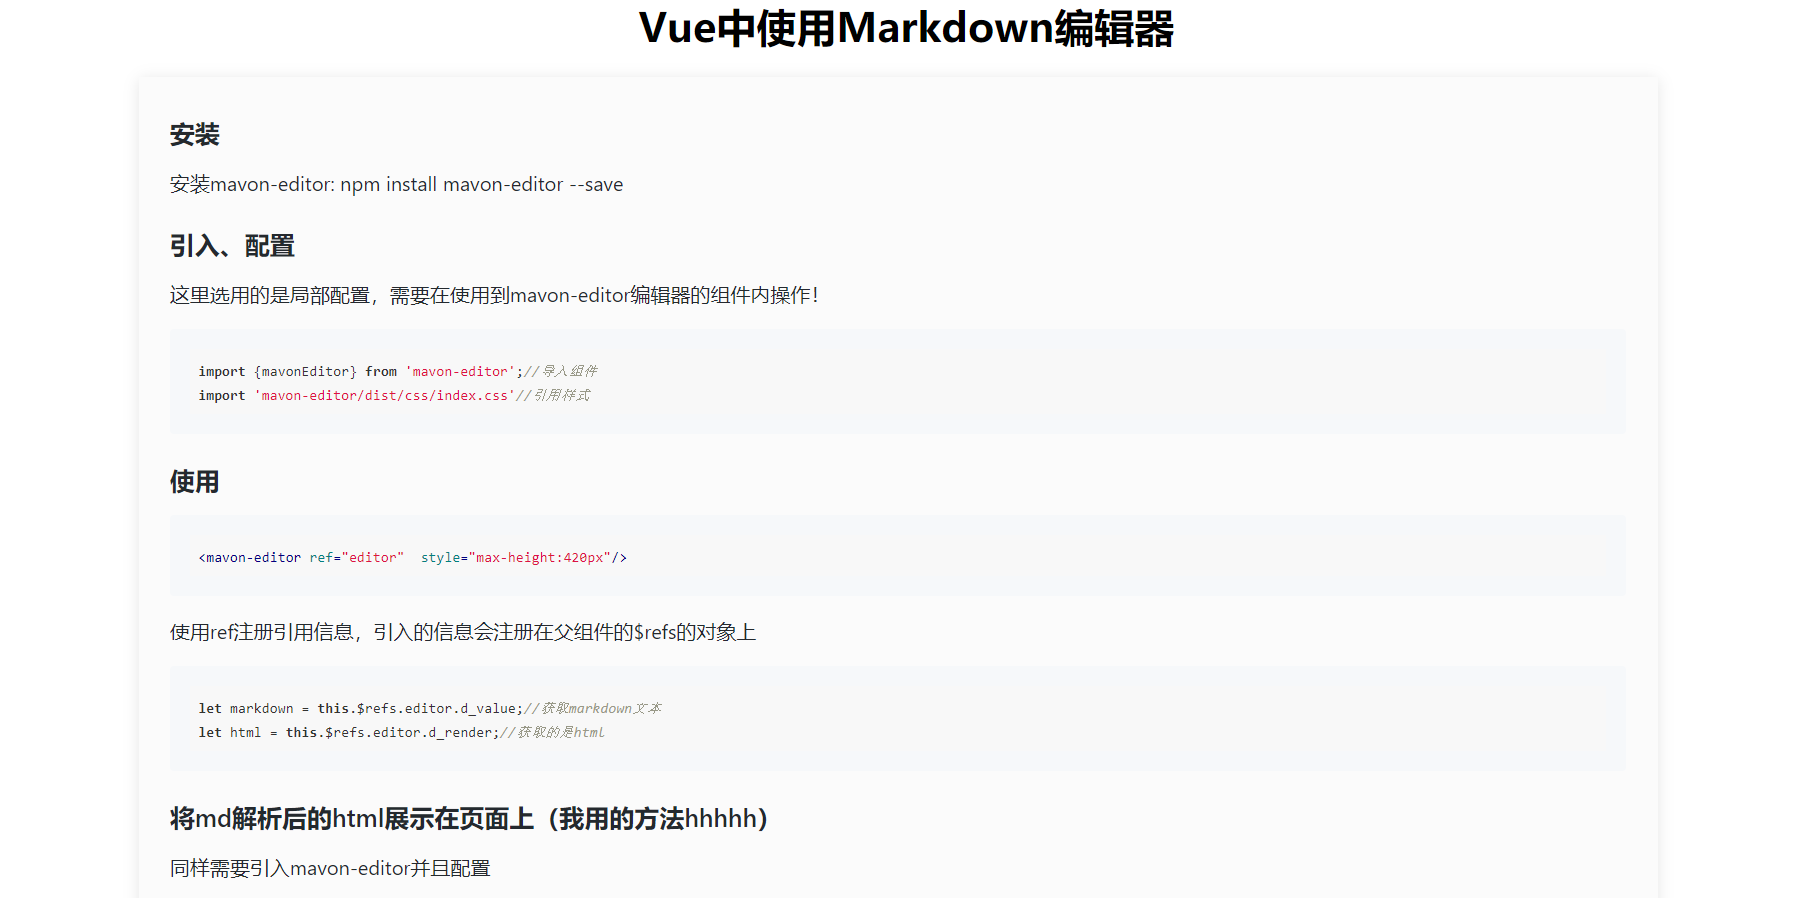 Vue中使用Markdown编辑器
安装
安装mavon-editor: npm install mavon-editor --save
引入、配置
这里选用的是局部配置，需要在使用到mavon-editor编辑器的组件内操作！
import {mavonEditor} from 'mavon-editor';//导入组件
import 'mavon-editor/dist/css/index.css'//引用样式
使用
<mavon-editor ref="editor"  style="max-height:420px"/>
使用ref注册引用信息，引入的信息会注册在父组件的$refs的对象上
let markdown = this.$refs.editor.d_value;//获取markdown文本
let html = this.$refs.editor.d_render;//获取的是html
将md解析后的html展示在页面上（我用的方法hhhhh）
同样需要引入mavon-editor并且配置